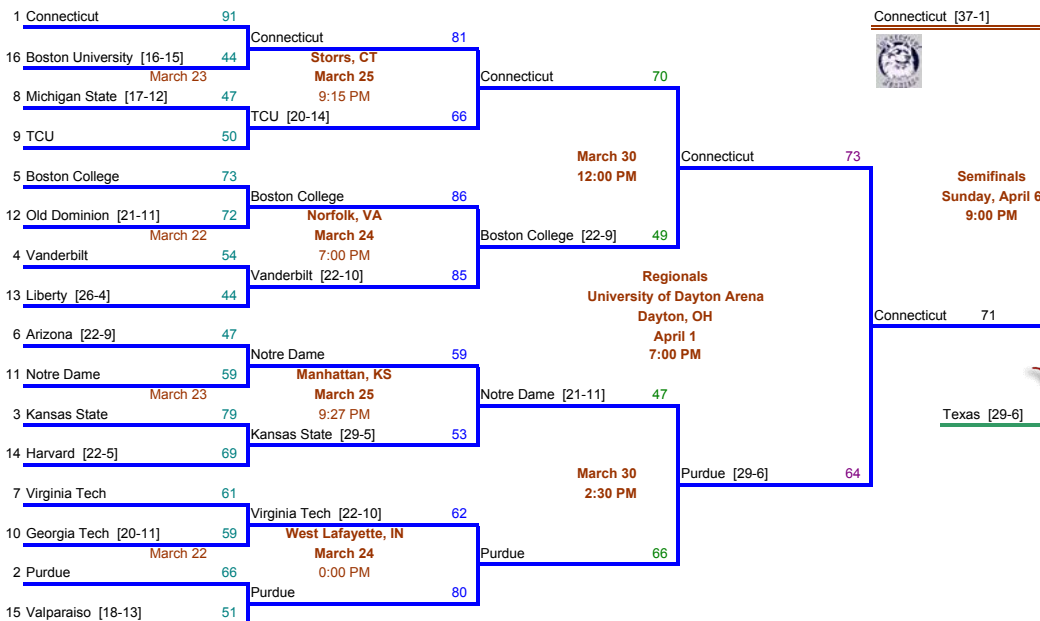 1 Connecticut 91
Connecticut [37-1]
Connecticut 81
16 Boston University [16-15] 44
Storrs, CT
March 23
March 25
Connecticut 70
8 Michigan State [17-12] 47
9:15 PM
TCU [20-14] 66
9 TCU 50
March 30
Connecticut 73
12:00 PM
5 Boston College 73
Semifinals
Boston College 86
Sunday, April 6
12 Old Dominion [21-11] 72
Norfolk, VA
9:00 PM
March 22
March 24
Boston College [22-9] 49
4 Vanderbilt 54
7:00 PM
Vanderbilt [22-10] 85
Regionals
13 Liberty [26-4] 44
University of Dayton Arena
Dayton, OH
Connecticut 71
6 Arizona [22-9] 47
April 1
Notre Dame 59
7:00 PM
11 Notre Dame 59
Manhattan, KS
March 23
March 25
Notre Dame [21-11] 47
3 Kansas State 79
9:27 PM
Texas [29-6]
Kansas State [29-5] 53
14 Harvard [22-5] 69
March 30
Purdue [29-6] 64
2:30 PM
7 Virginia Tech 61
Virginia Tech [22-10] 62
10 Georgia Tech [20-11] 59
West Lafayette, IN
March 22
March 24
Purdue 66
2 Purdue 66
0:00 PM
Purdue 80
15 Valparaiso [18-13] 51